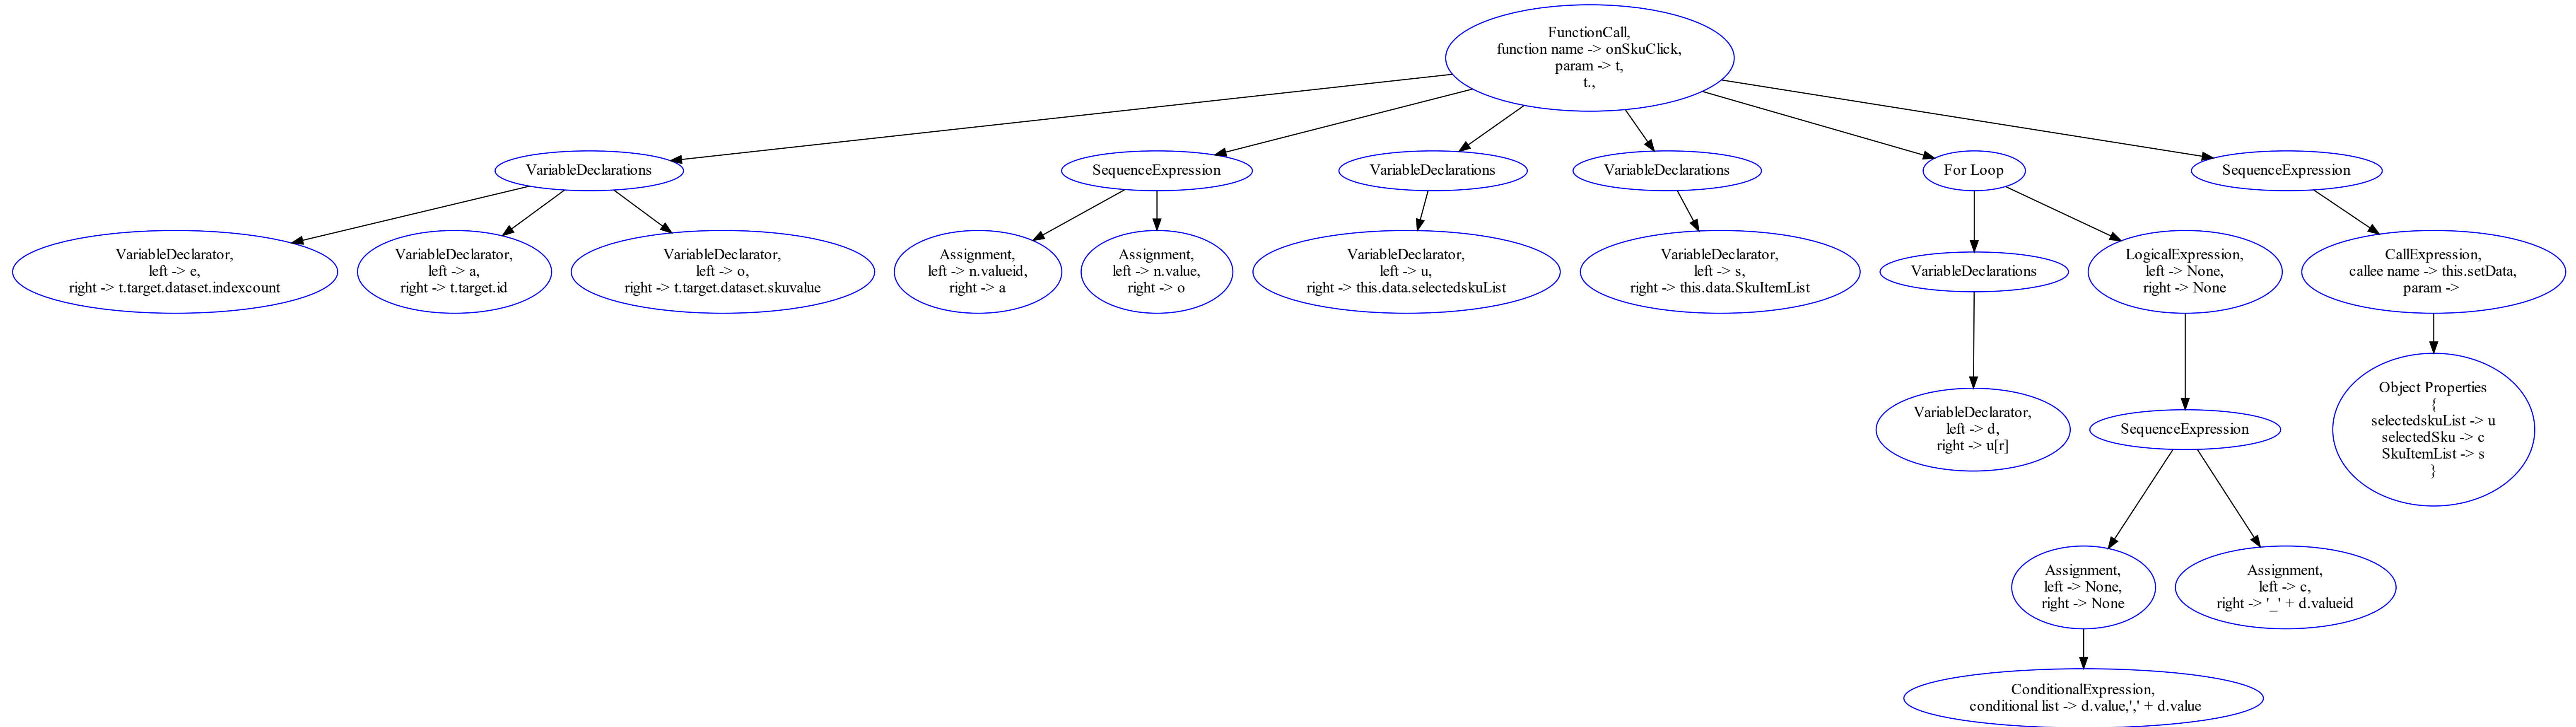 FunctionCall,
function name -> onSkuClick,
param -> t,
t.,
VariableDeclarations
SequenceExpression
VariableDeclarations
VariableDeclarations
For Loop
SequenceExpression
VariableDeclarator,
left -> e,
right -> t.target.dataset.indexcount
VariableDeclarator,
left -> a,
right -> t.target.id
VariableDeclarator,
left -> o,
right -> t.target.dataset.skuvalue
Assignment,
left -> n.valueid,
right -> a
Assignment,
left -> n.value,
right -> o
VariableDeclarator,
left -> u,
right -> this.data.selectedskuList
VariableDeclarator,
left -> s,
right -> this.data.SkuItemList
VariableDeclarations
LogicalExpression,
left -> None,
right -> None
CallExpression,
callee name -> this.setData,
param ->
VariableDeclarator,
left -> d,
right -> u[r]
SequenceExpression
Object Properties
{
selectedskuList -> u
selectedSku -> c
SkuItemList -> s
}
Assignment,
left -> None,
right -> None
Assignment,
left -> c,
right -> '_' + d.valueid
ConditionalExpression,
conditional list -> d.value,',' + d.value